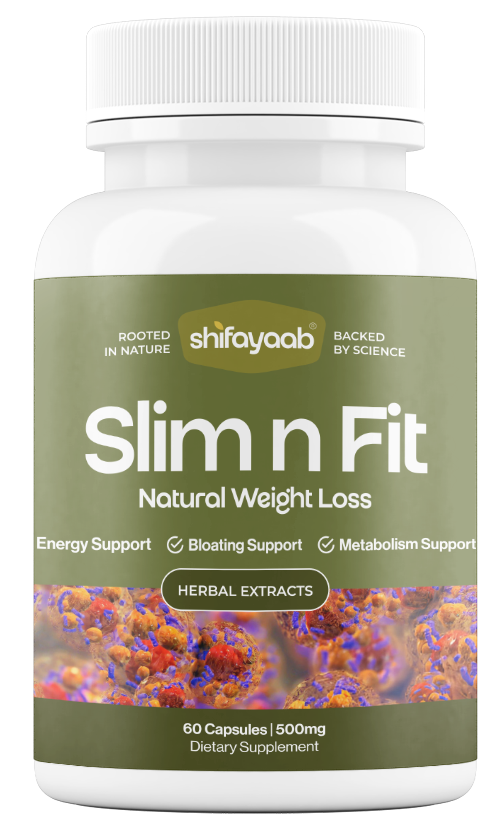 ROOTED
IN NATURE
shifayaab®
BACKED
BY SCIENCE
Slim n Fit
Natural Weight Loss
Energy Support
Bloating Support
Metabolism Support
HERBAL EXTRACTS
60 Capsules | 500mg
Dietary Supplement